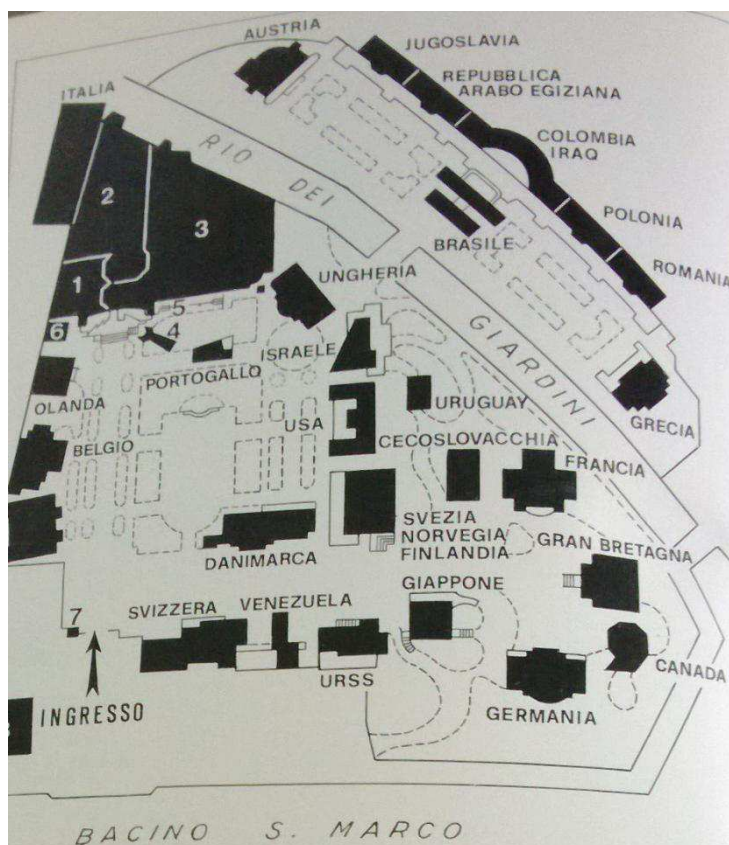 AUSTRIA
JUGOSLAVIA
REPUBBLICA
ARABO EGIZIANA
ITALIA
COLOMBIA
IRAQ
RIO DEI
2
3
POLONIA
BRASILE
ROMANIA
UNGHERIA
1
5
6
4
GIARDINI
ISRAELE
PORTOGALLO
OLANDA
URUGUAY
GRECIA
USA
BELGIO
CECOSLOVACCHIA
FRANCIA
SVEZIA
NORVEGIA
FINLANDIA
GRAN BRETAGNA
DANIMARCA
GIAPPONE
7
SVIZZERA
VENEZUELA
CANADA
URSS
INGRESSO
GERMANIA
BACINO S. MARCO